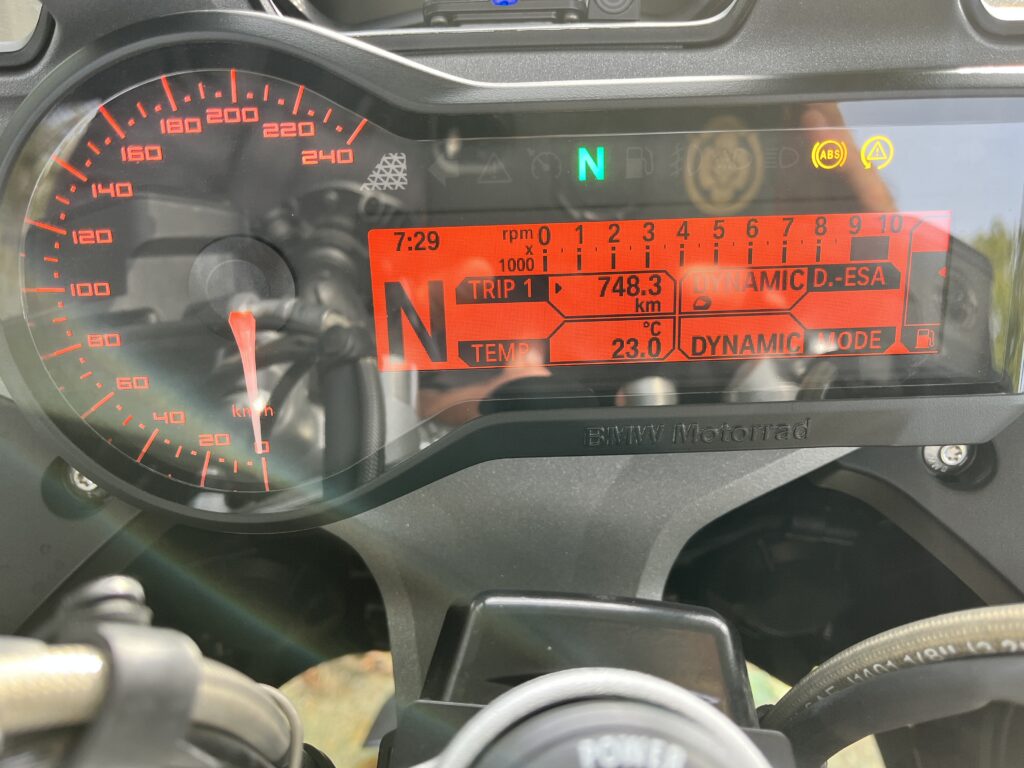 200
180
220
160
240
140
120
100
80
60
40
20
0
km/h
N
ABS
7:29
rpm
x
1000
0 1 2 3 4 5 6 7 8 9 10
N
TRIP 1
748.3
km
DYNAMIC
D.-ESA
TEMP
°C
23.0
DYNAMIC
MODE
BMW Motorrad
POWER